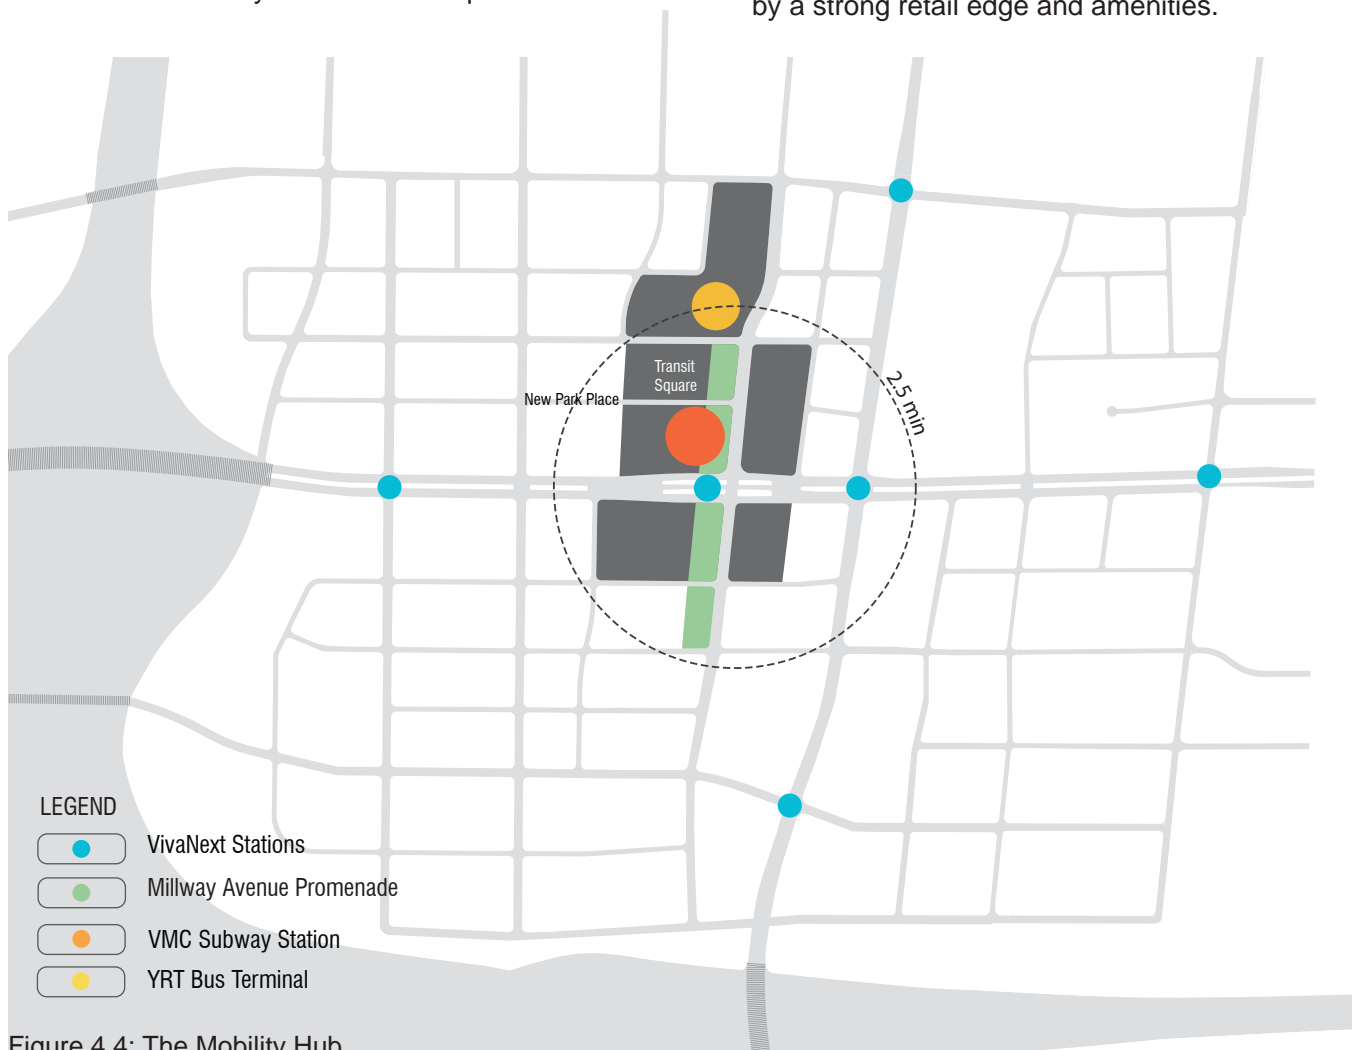 by a strong retail edge and amenities.
Transit
Square
New Park Place
2.5 min
LEGEND
VivaNext Stations
Millway Avenue Promenade
VMC Subway Station
YRT Bus Terminal
Figure 4.4: The Mobility Hub